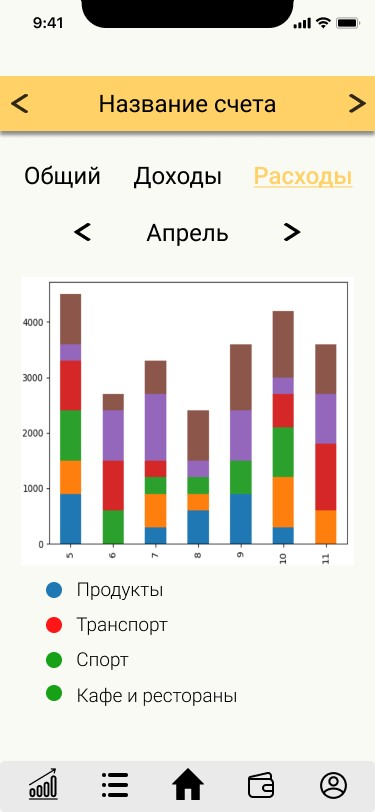 9:41
Название счета
Общий Доходы Расходы
Апрель
4000
3000
2000
1000
0
5 6 7 8 9 10 11
Продукты
Транспорт
Спорт
Кафе и рестораны